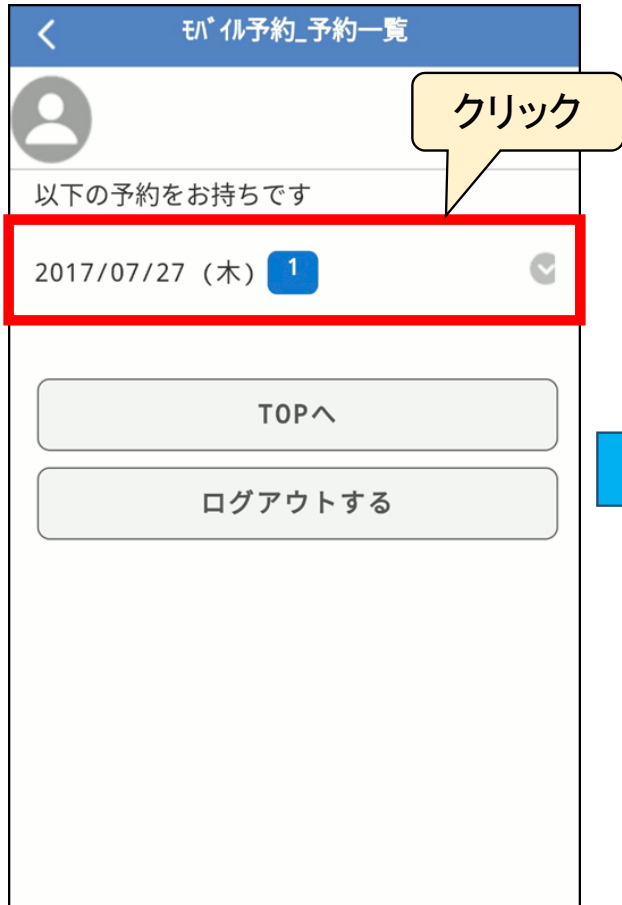 ﾓﾊﾞｲﾙ予約_予約一覧
クリック
以下の予約をお持ちです
2017/07/27 (木) 1
TOPへ
ログアウトする